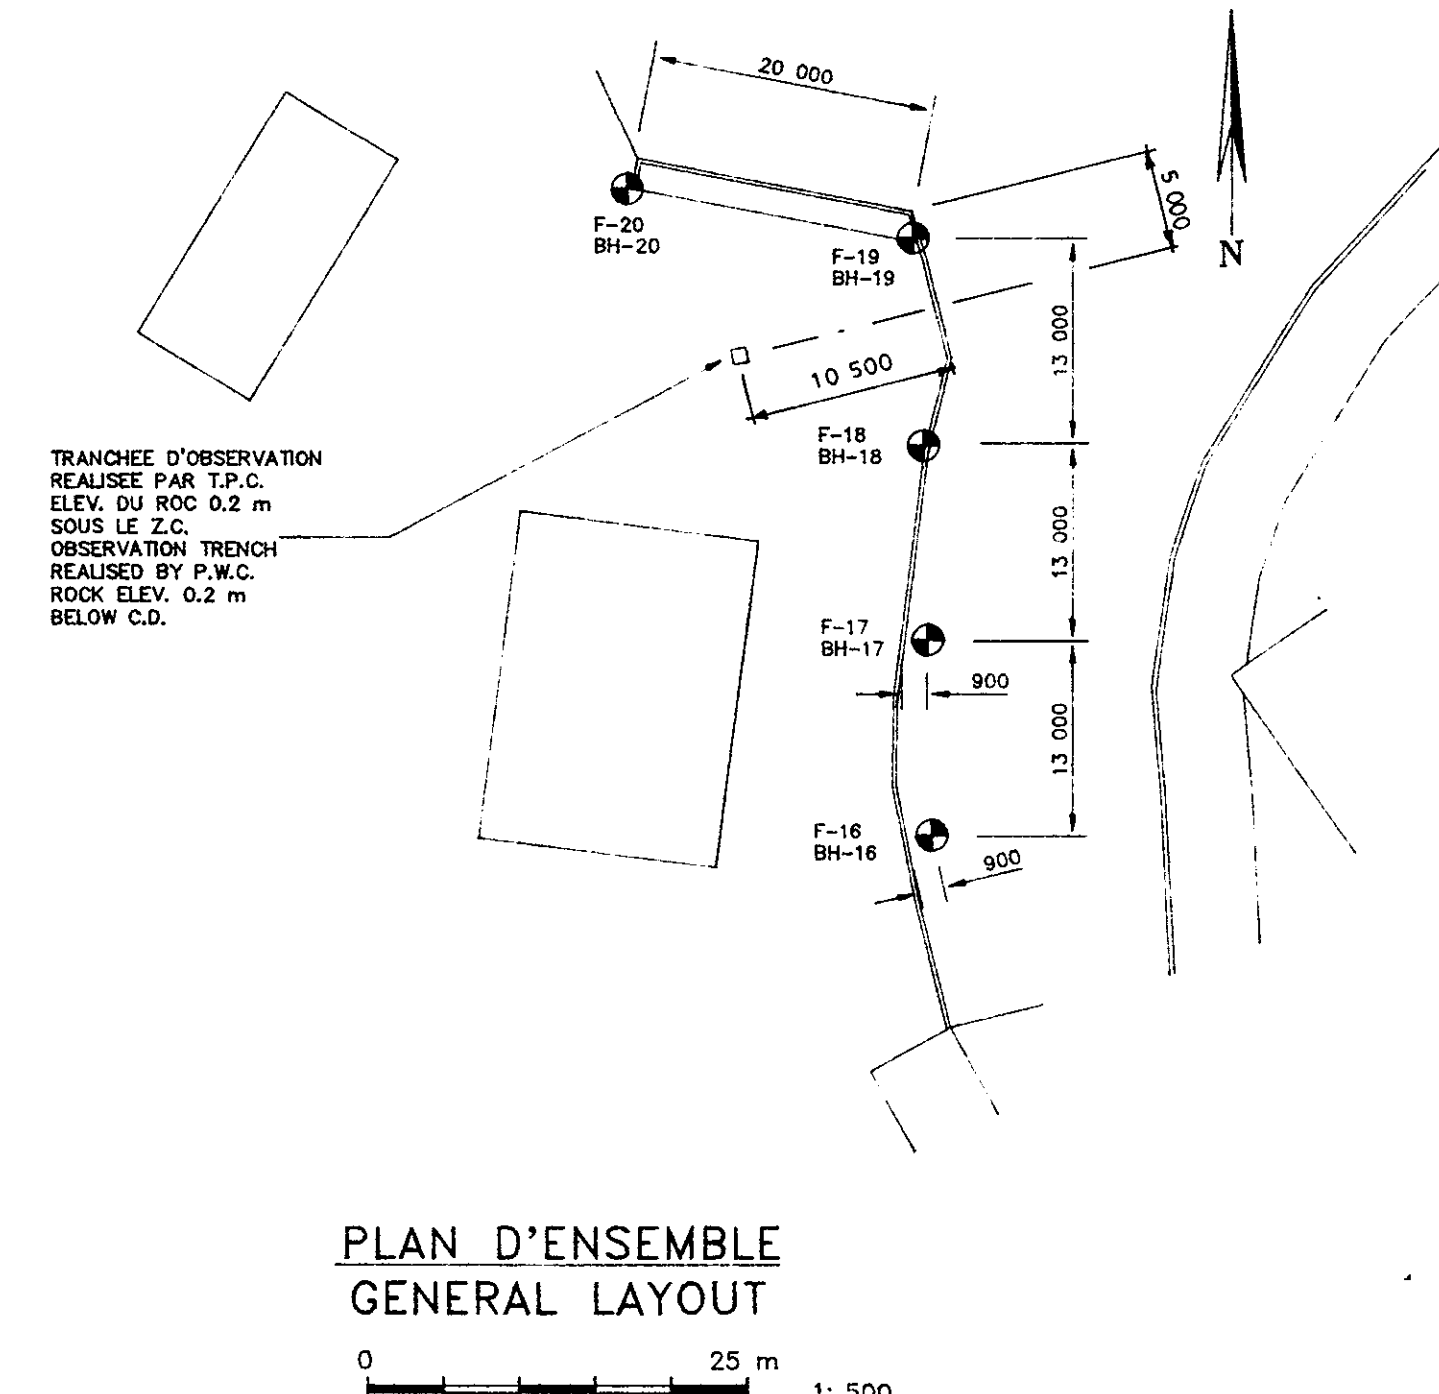 20 000
5 000
N
F-20
BH-20
F-19
BH-19
13 000
10 500
F-18
BH-18
TRANCHEE D'OBSERVATION
REALISEE PAR T.P.C.
ELEV. DU ROC 0.2 m
SOUS LE Z.C.
OBSERVATION TRENCH
REALISED BY P.W.C.
ROCK ELEV. 0.2 m
BELOW C.D.
13 000
F-17
BH-17
900
13 000
F-16
BH-16
900
PLAN D'ENSEMBLE
GENERAL LAYOUT
0 25 m
1: 500